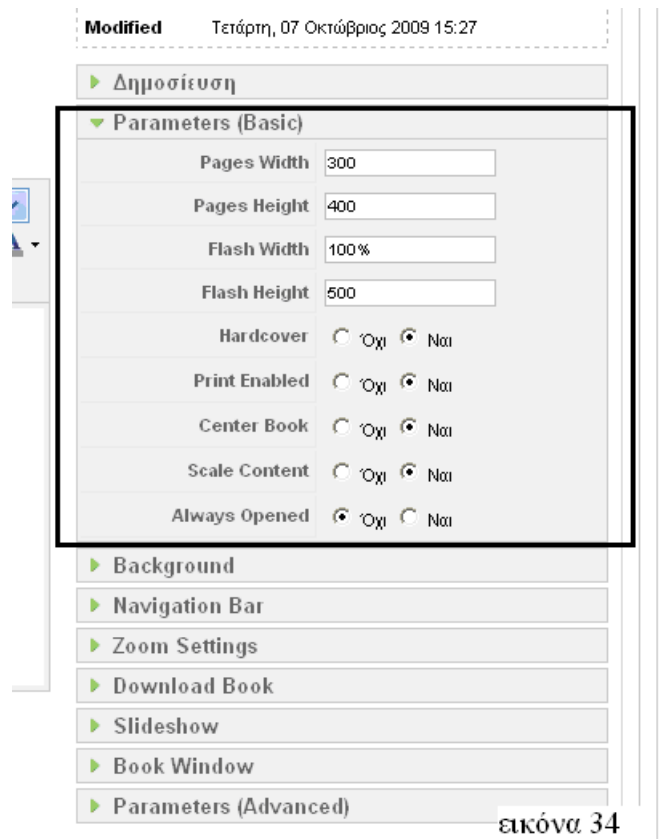 Modified Τετάρτη, 07 Οκτώβριος 2009 15:27
Δημοσίευση
Parameters (Basic)
Pages Width 300
Pages Height 400
Flash Width 100%
Flash Height 500
Hardcover Όχι Ναι
Print Enabled Όχι Ναι
Center Book Όχι Ναι
Scale Content Όχι Ναι
Always Opened Όχι Ναι
Background
Navigation Bar
Zoom Settings
Download Book
Slideshow
Book Window
Parameters (Advanced)
εικόνα 34